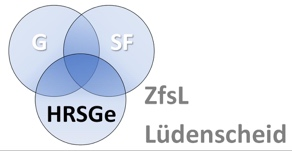 G SF
HRSGe
ZfsL
Lüdenscheid